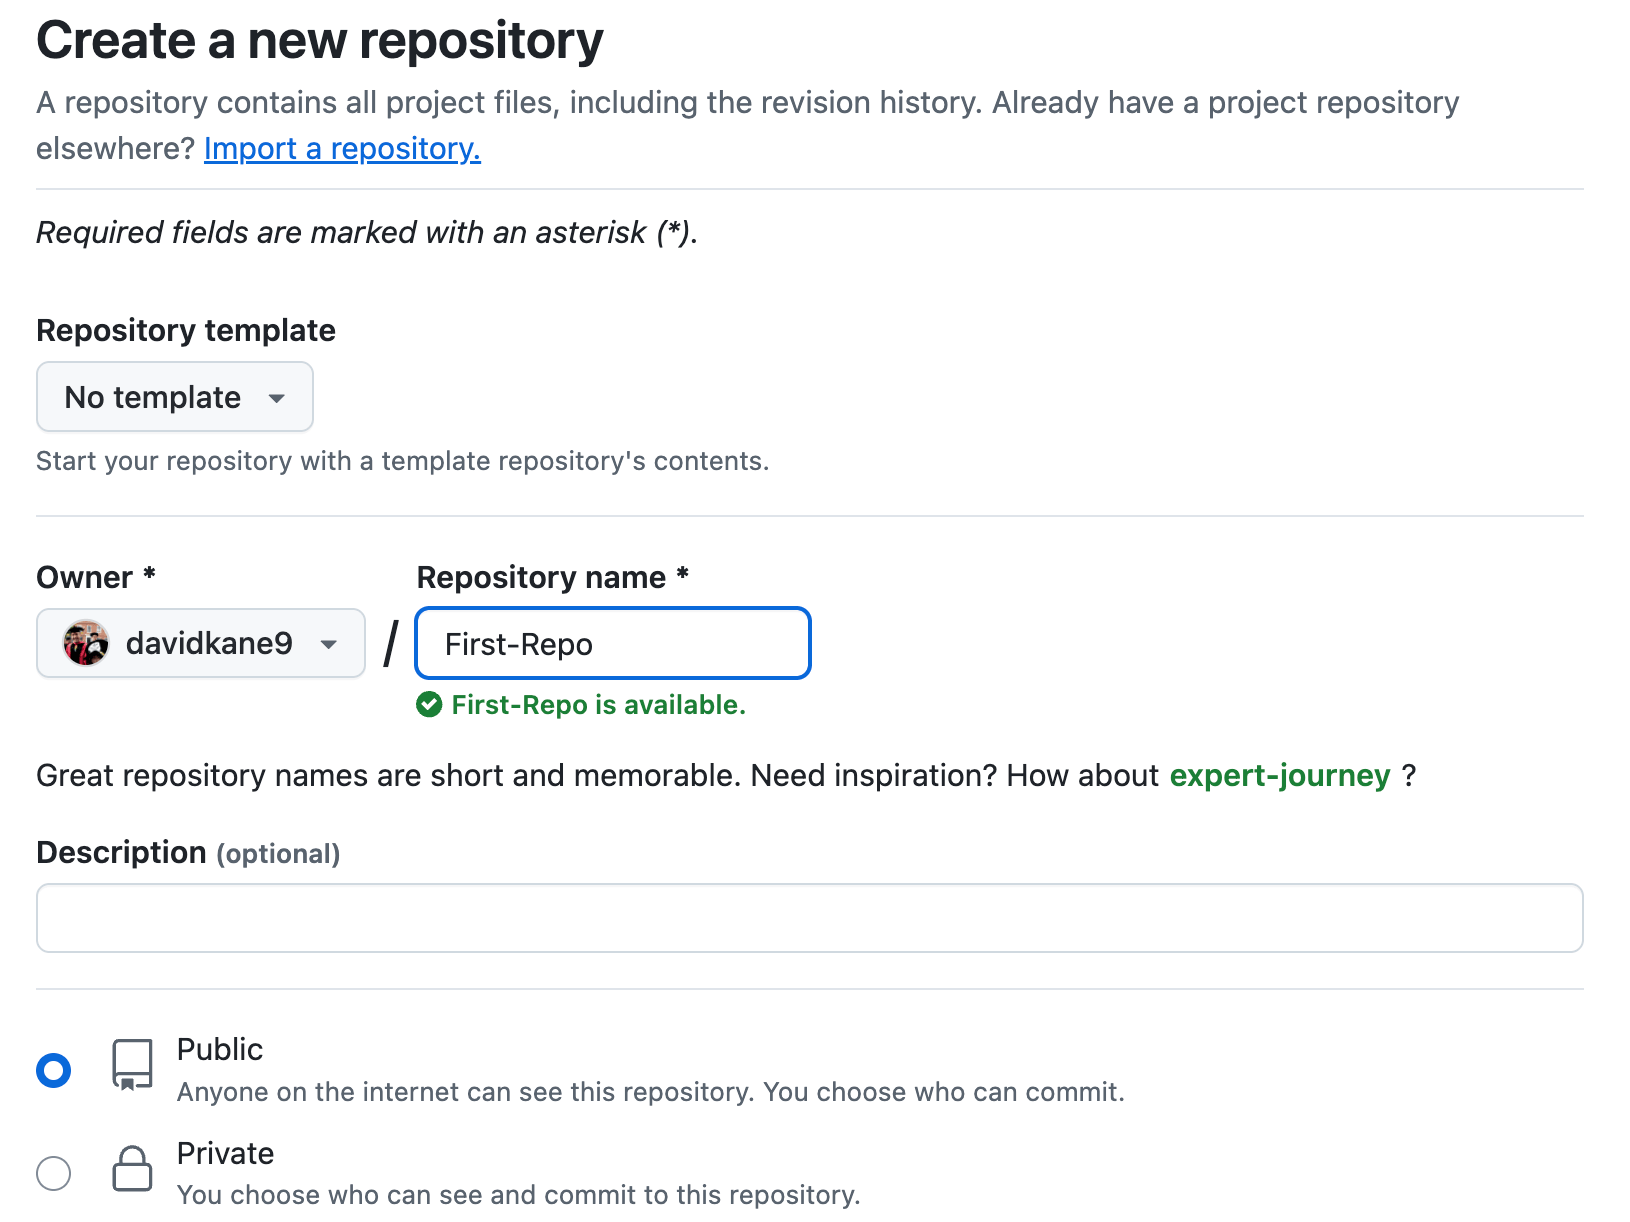 Create a new repository
A repository contains all project files, including the revision history. Already have a project repository
elsewhere? Import a repository.
Required fields are marked with an asterisk (*).
Repository template
No template
Start your repository with a template repository's contents.
Owner *
Repository name *
davidkane9
/
First-Repo
First-Repo is available.
Great repository names are short and memorable. Need inspiration? How about expert-journey ?
Description (optional)
Public
Anyone on the internet can see this repository. You choose who can commit.
Private
You choose who can see and commit to this repository.